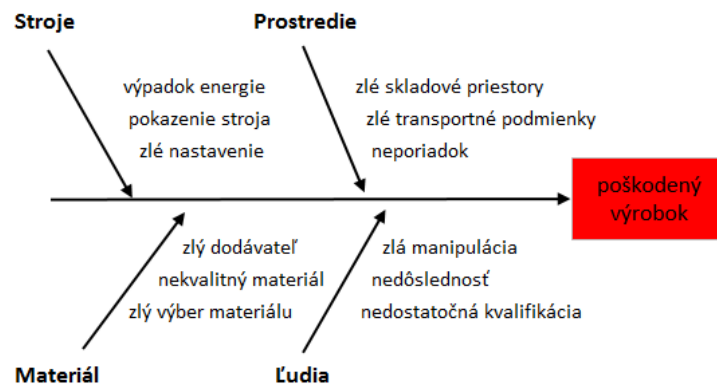 Stroje
Prostredie
výpadok energie
pokazenie stroja
zlé nastavenie
zlé skladové priestory
zlé transportné podmienky
neporiadok
poškodený
výrobok
zlý dodávateľ
nekvalitný materiál
zlý výber materiálu
zlá manipulácia
nedôslednosť
nedostatočná kvalifikácia
Materiál
Ľudia